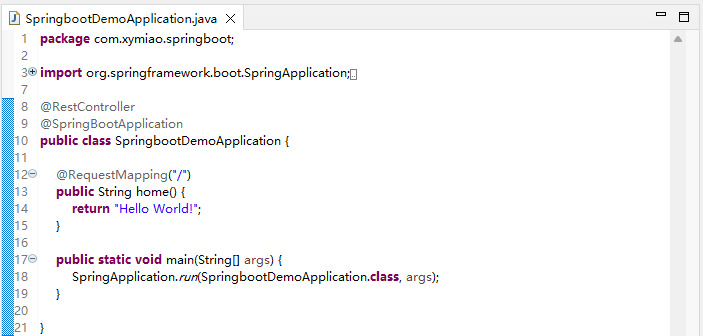 SpringbootDemoApplication.java
1 package com.xymiao.springboot;
2
3 import org.springframework.boot.SpringApplication;
7
8 @RestController
9 @SpringBootApplication
10 public class SpringbootDemoApplication {
11
12 @RequestMapping("/")
13 public String home() {
14 return "Hello World!";
15 }
16
17 public static void main(String[] args) {
18 SpringApplication.run(SpringbootDemoApplication.class, args);
19 }
20
21 }